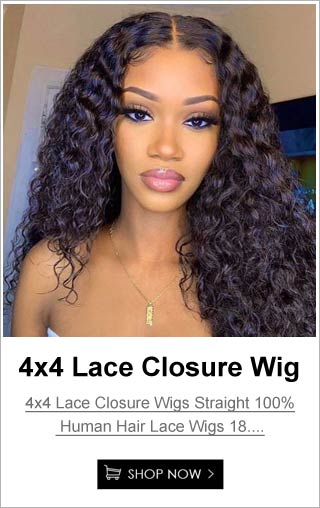 4x4 Lace Closure Wig
4x4 Lace Closure Wigs Straight 100%
Human Hair Lace Wigs 18....
SHOP NOW >